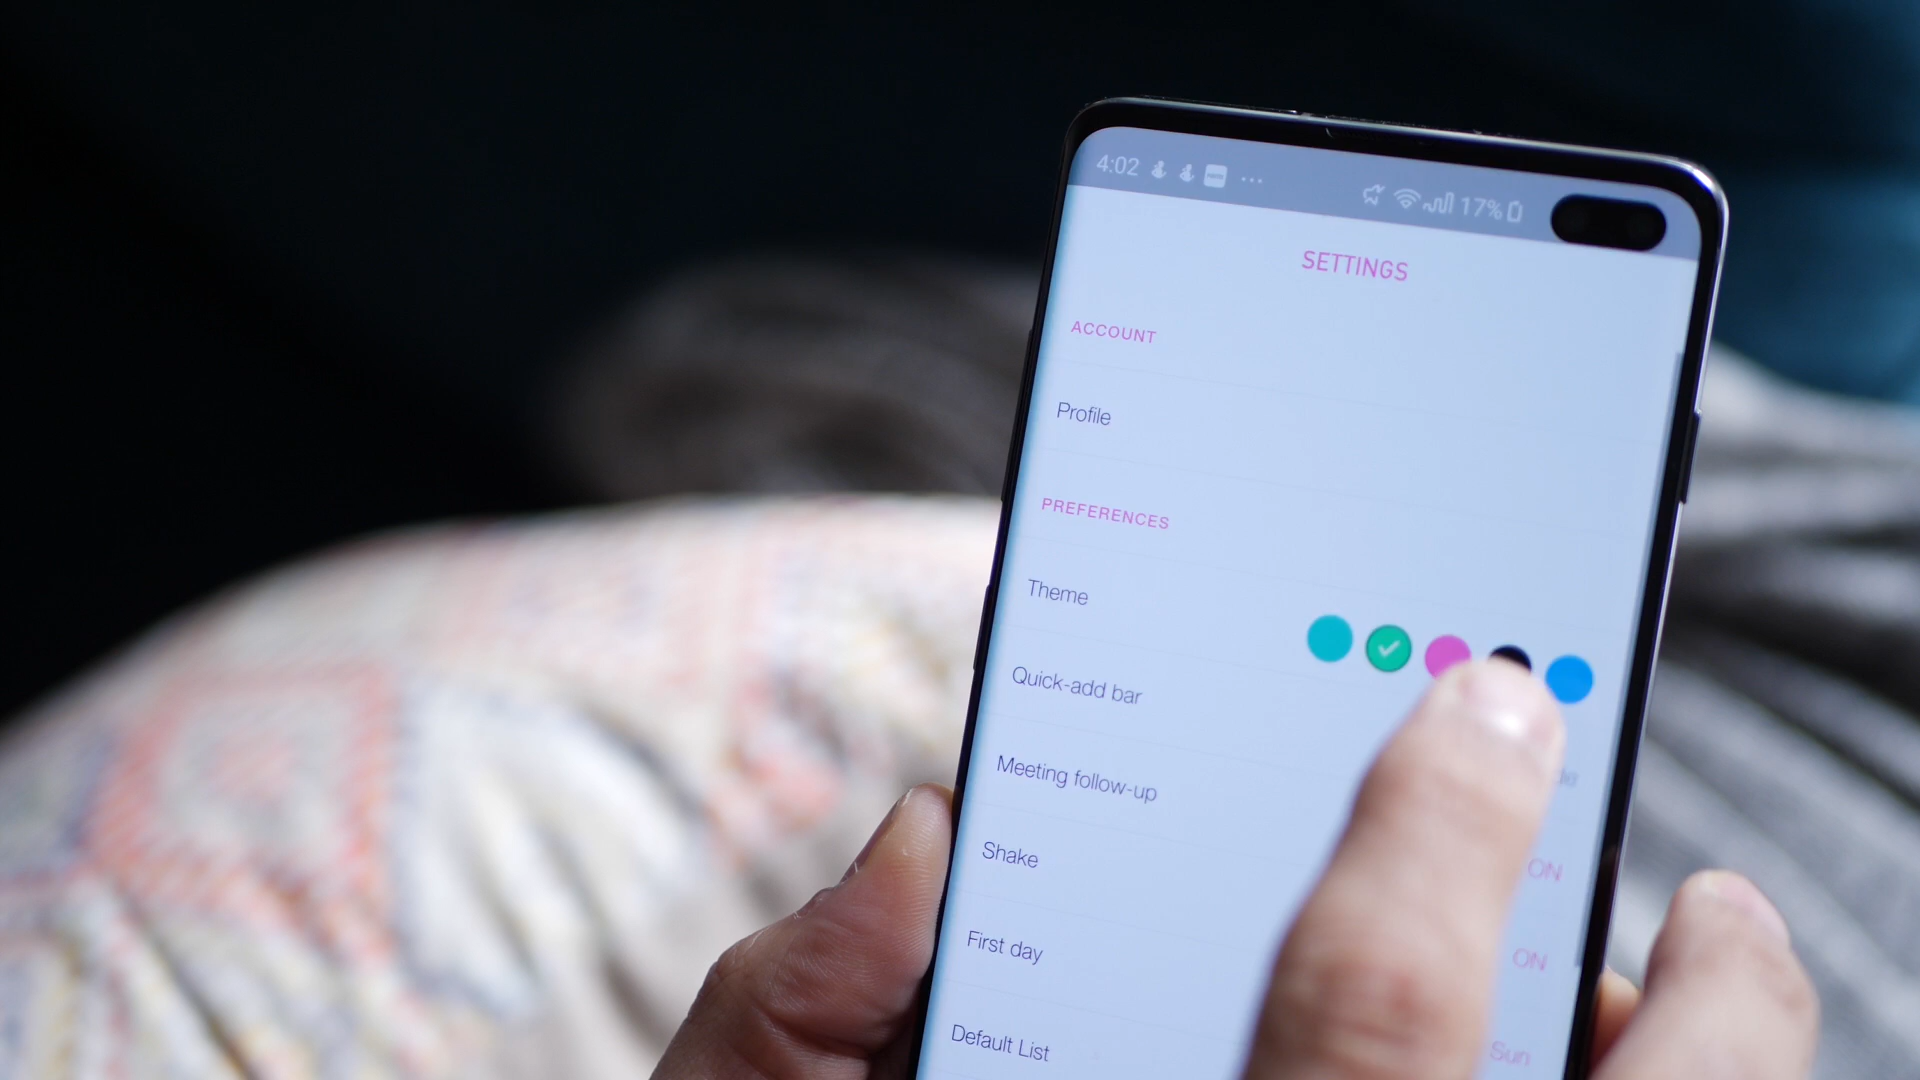 4:02 17%
SETTINGS
ACCOUNT
Profile
PREFERENCES
Theme
Quick-add bar
Meeting follow-up
Shake ON
First day ON
Default List Sun